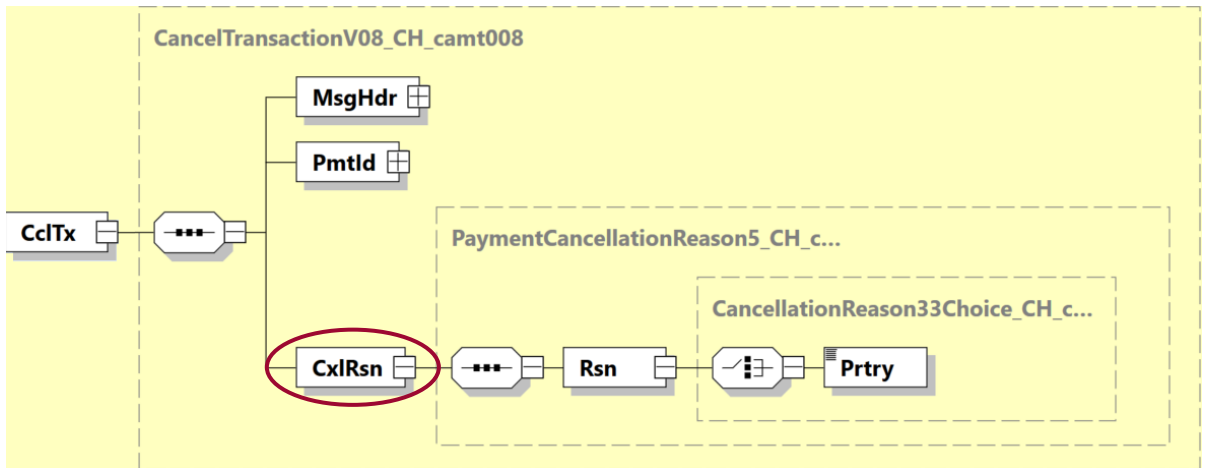 CancelTransactionV08_CH_camt008
MsgHdr
PmtId
CclTx
PaymentCancellationReason5_CH_c...
CancellationReason33Choice_CH_c...
CxlRsn
Rsn
Prtry